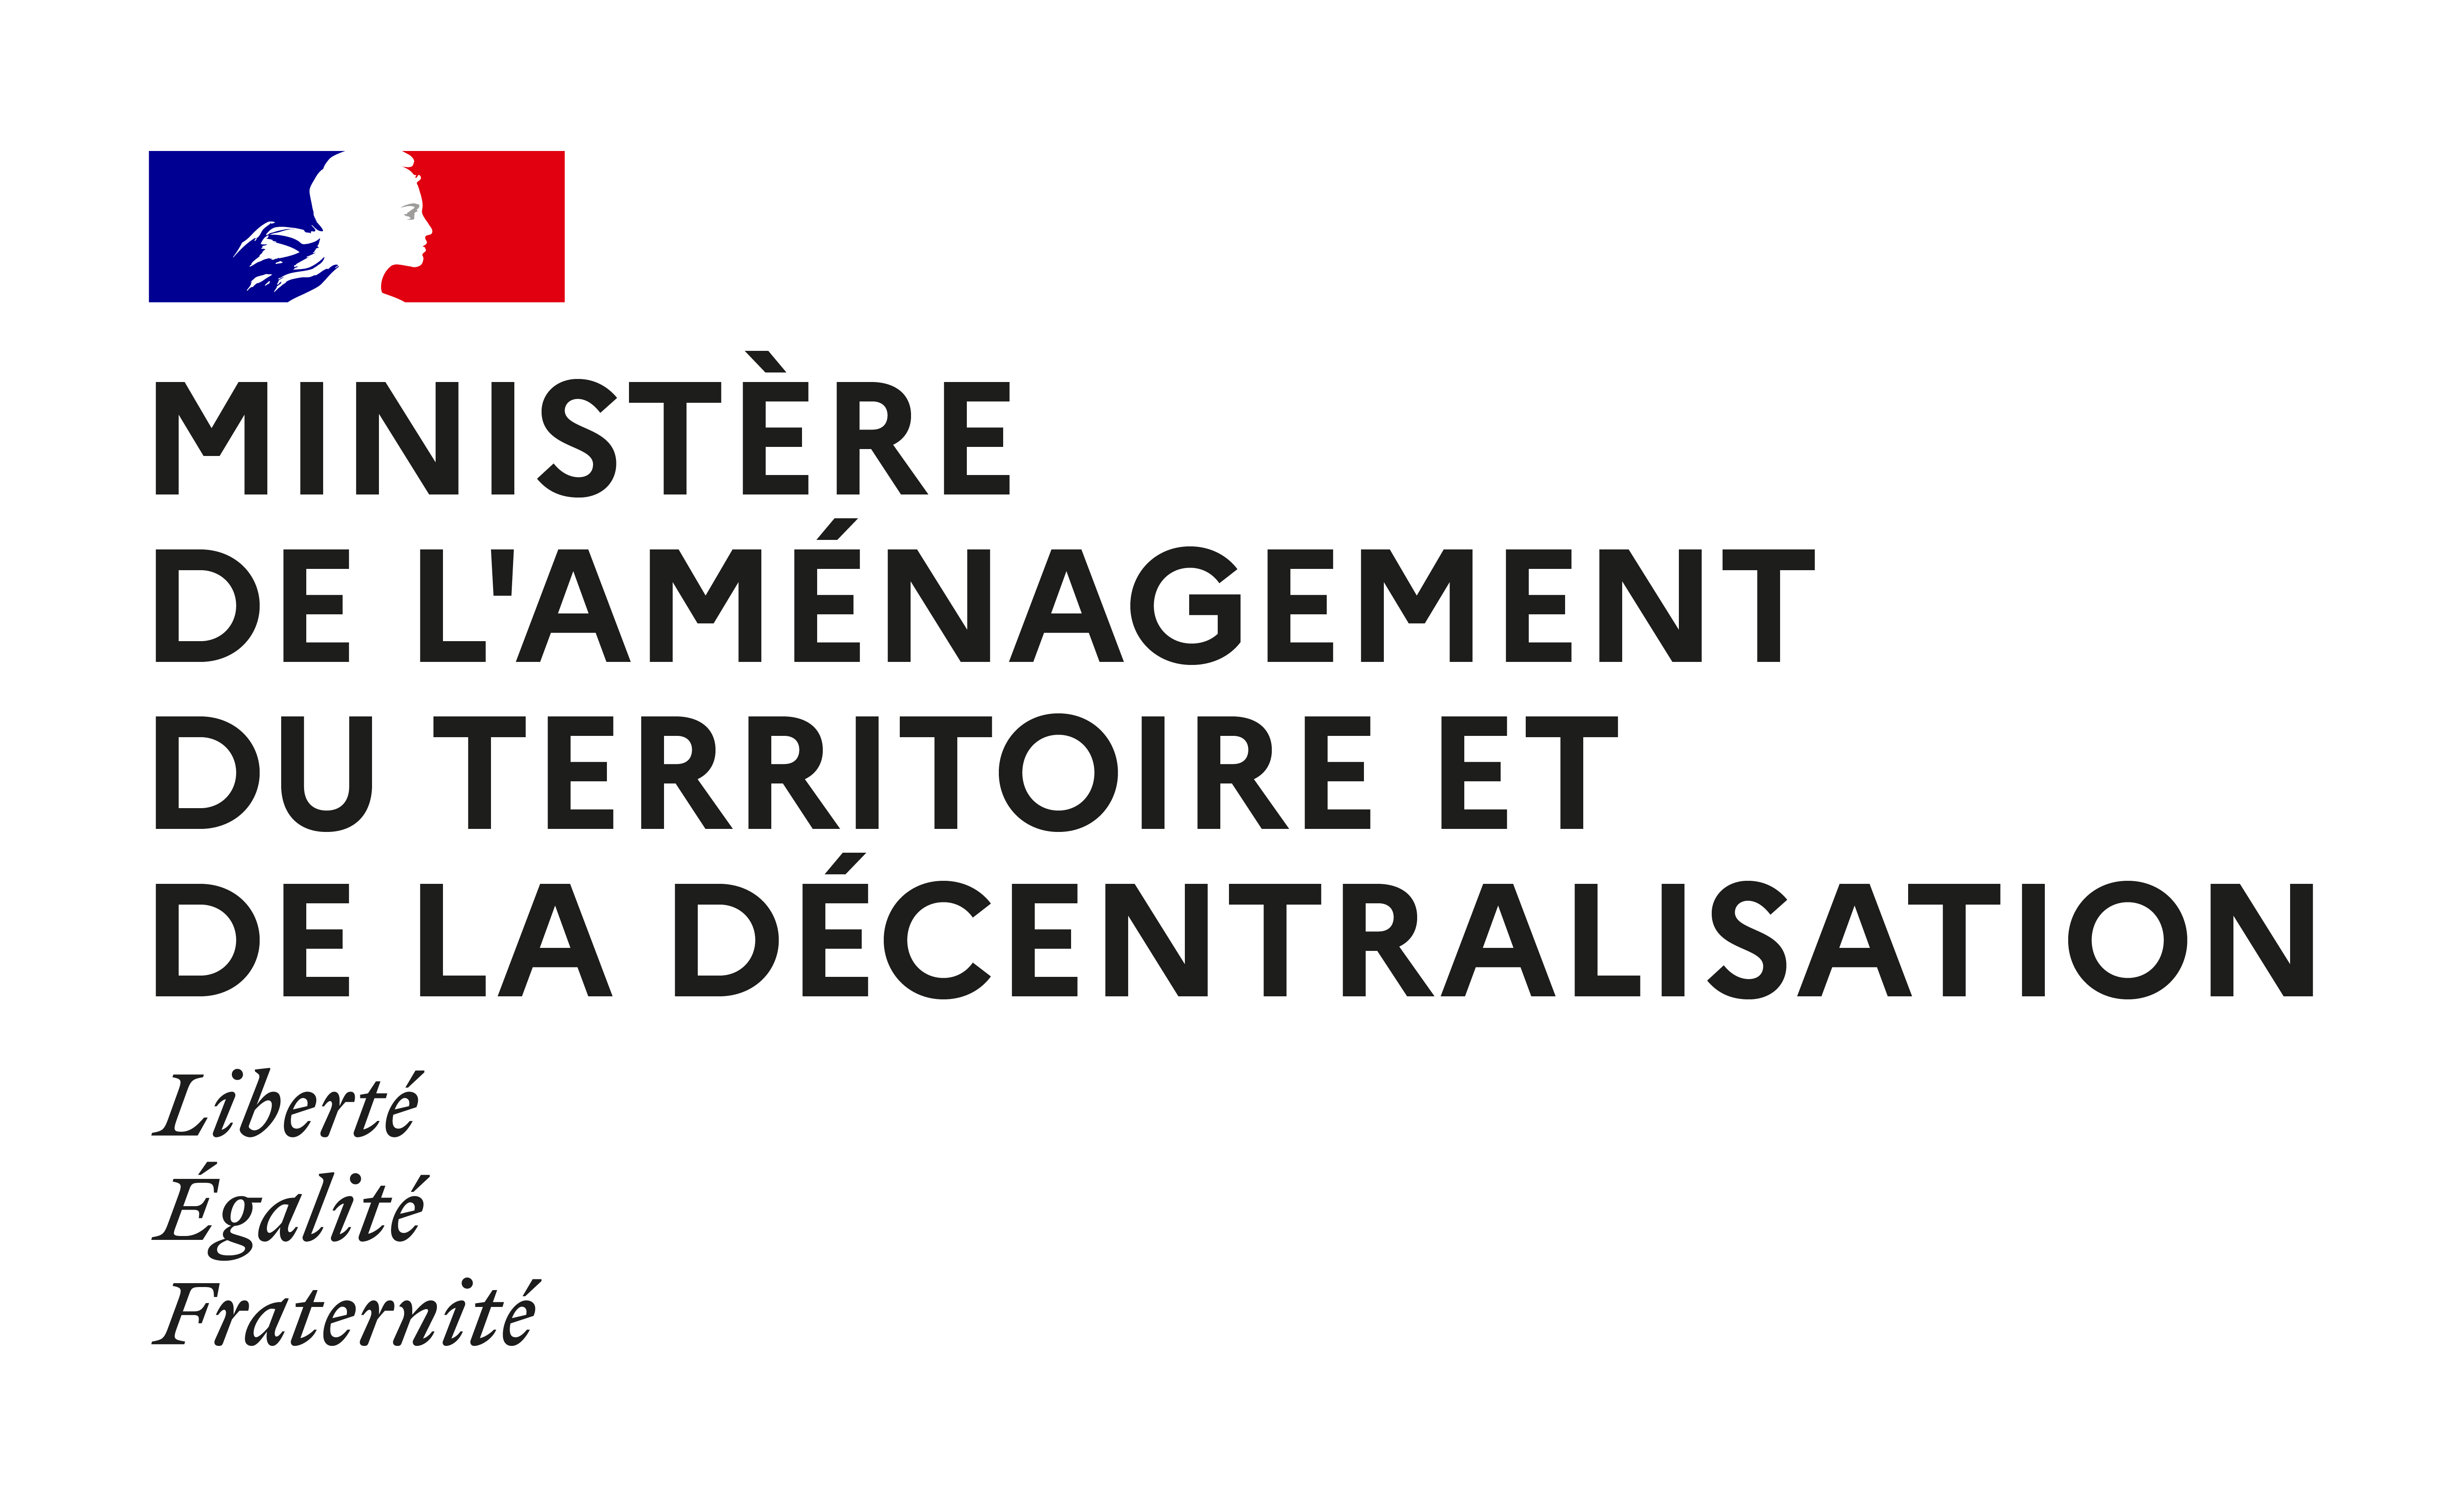 MINISTÈRE
DE L'AMÉNAGEMENT
DU TERRITOIRE ET
DE LA DÉCENTRALISATION
Liberté
Égalité
Fraternité